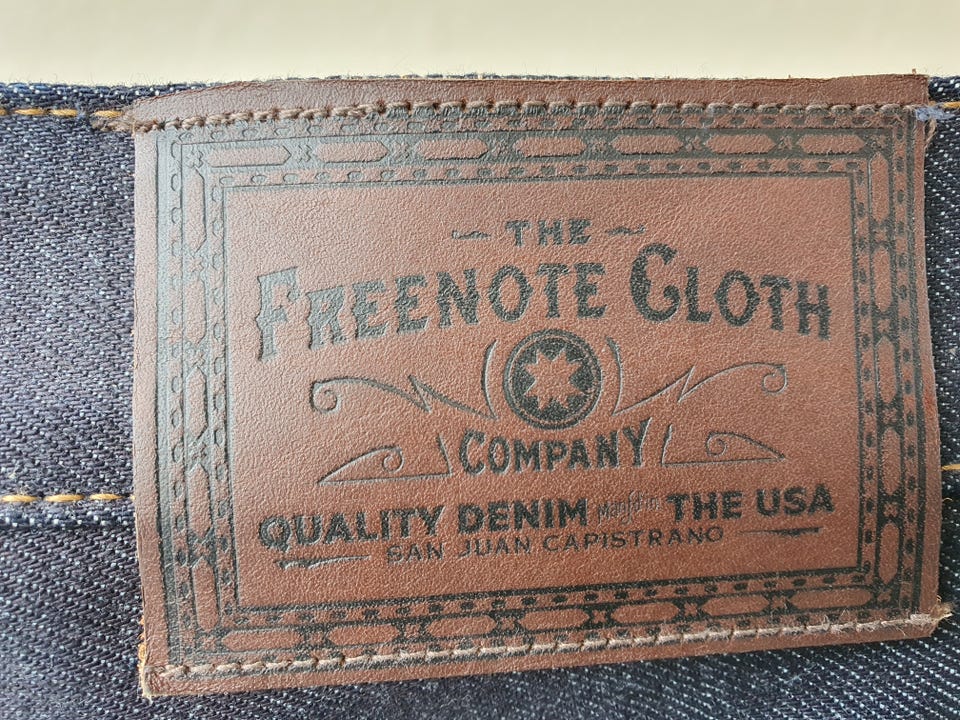 THE
FREENOTE CLOTH
COMPANY
QUALITY DENIM THE USA
SAN JUAN CAPISTRANO